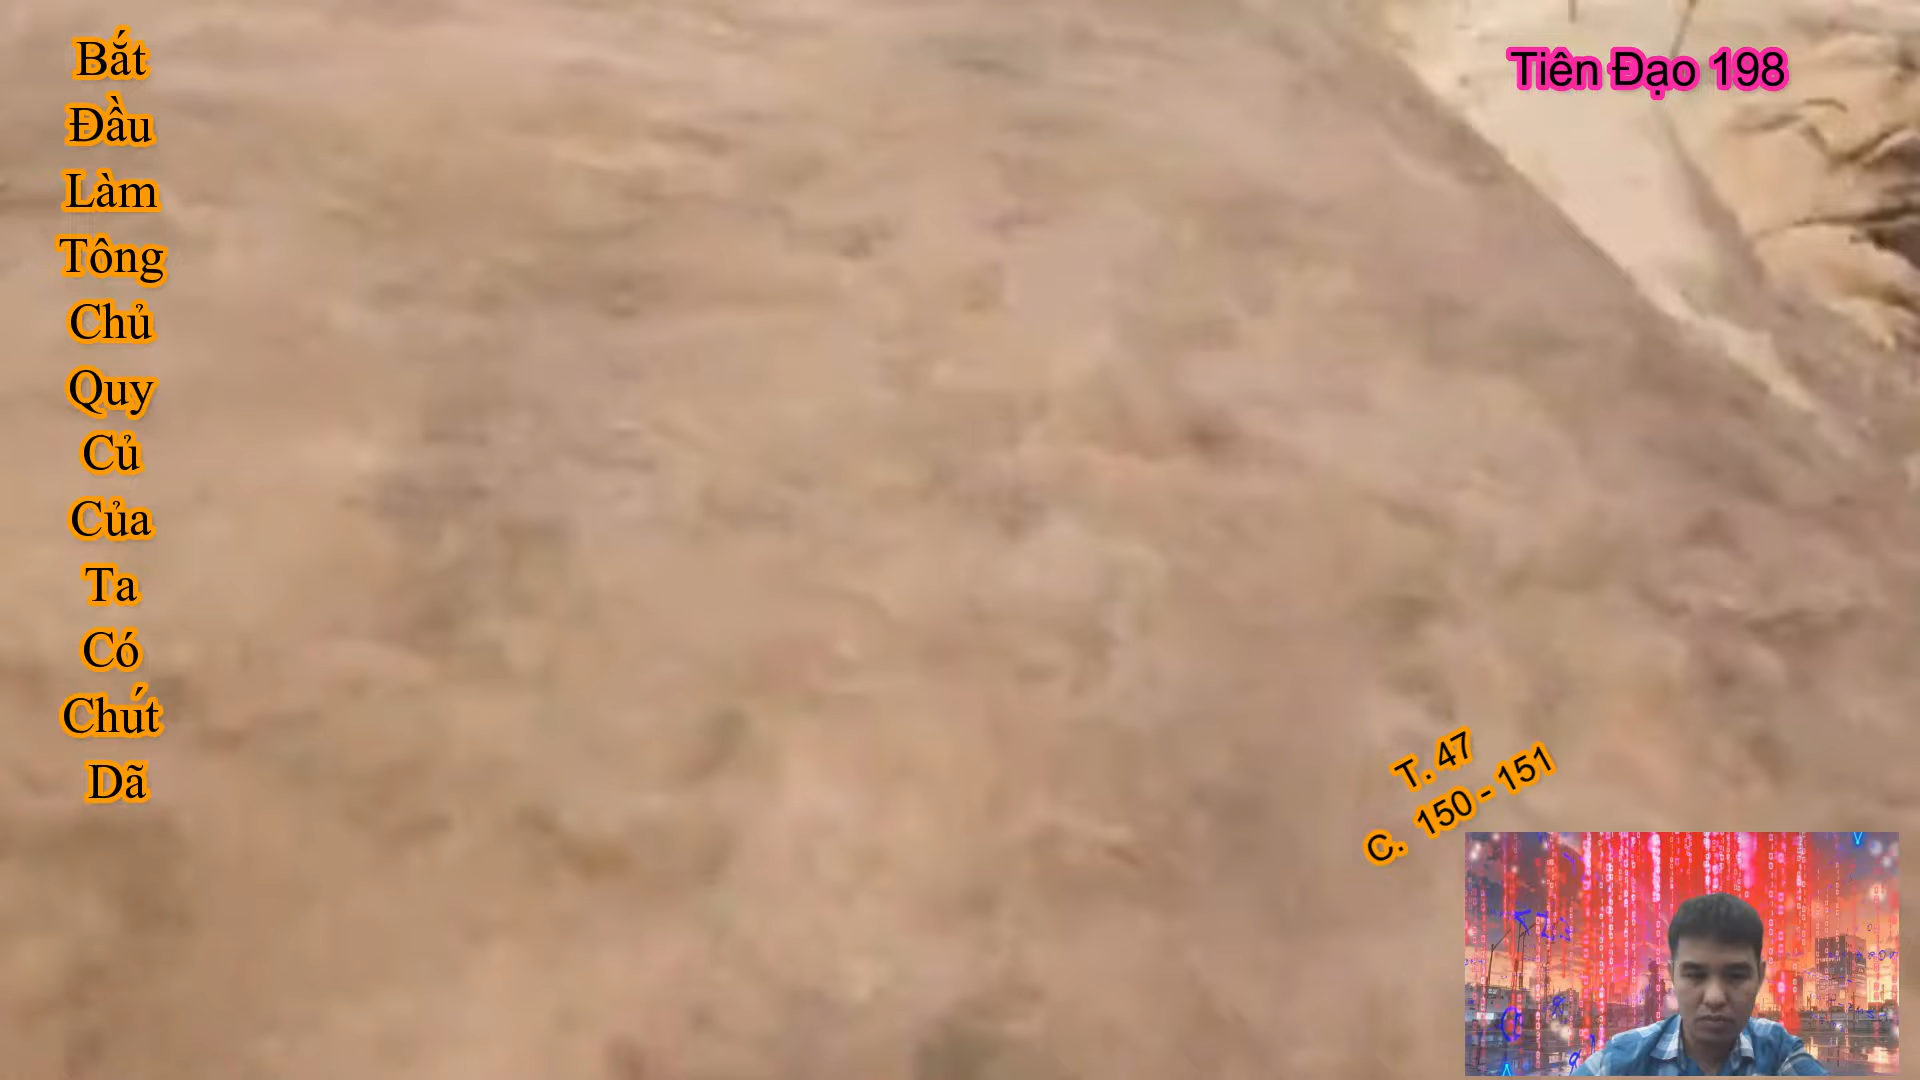 Bắt
Đầu
Làm
Tông
Chủ
Quy
Củ
Của
Ta
Có
Chút
Dã
Tiên Đạo 198
T. 47
C. 150 - 151